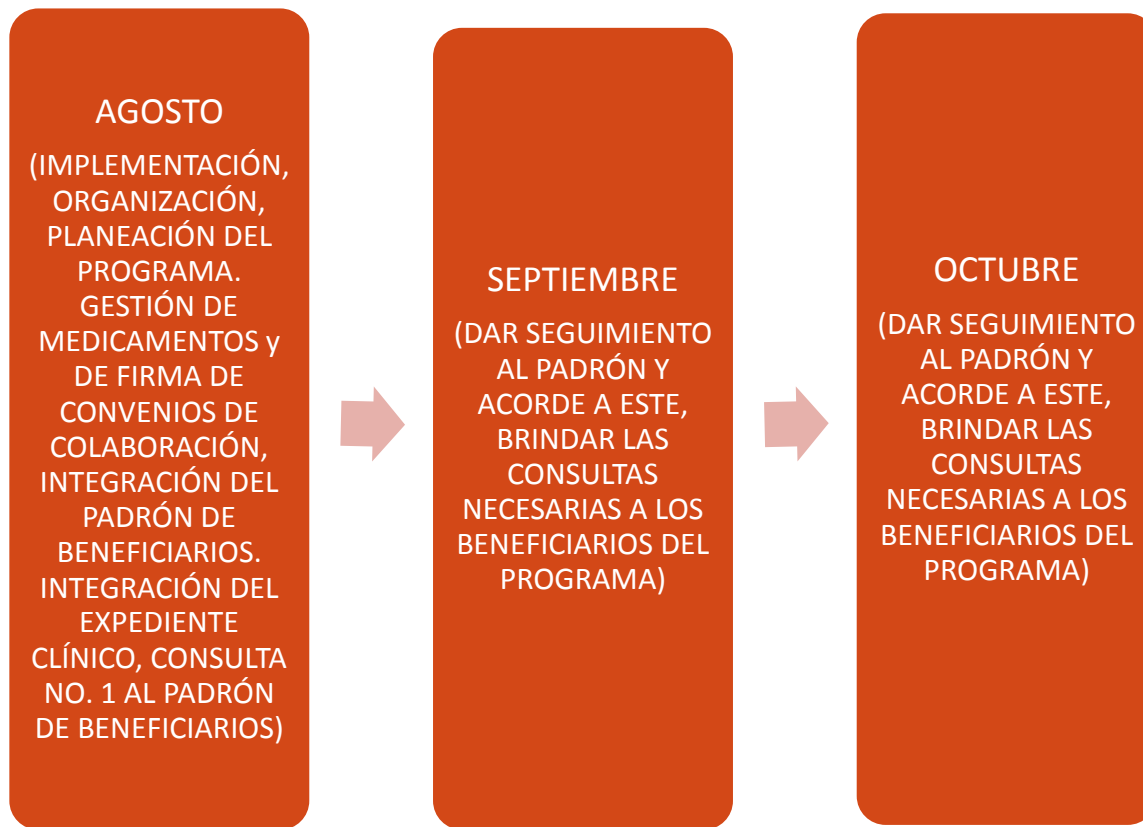 AGOSTO
(IMPLEMENTACIÓN,
ORGANIZACIÓN,
PLANEACIÓN DEL
PROGRAMA.
GESTIÓN DE
MEDICAMENTOS y
DE FIRMA DE
CONVENIOS DE
COLABORACIÓN,
INTEGRACIÓN DEL
PADRÓN DE
BENEFICIARIOS.
INTEGRACIÓN DEL
EXPEDIENTE
CLÍNICO, CONSULTA
NO. 1 AL PADRÓN
DE BENEFICIARIOS)
SEPTIEMBRE
(DAR SEGUIMIENTO
AL PADRÓN Y
ACORDE A ESTE,
BRINDAR LAS
CONSULTAS
NECESARIAS A LOS
BENEFICIARIOS DEL
PROGRAMA)
OCTUBRE
(DAR SEGUIMIENTO
AL PADRÓN Y
ACORDE A ESTE,
BRINDAR LAS
CONSULTAS
NECESARIAS A LOS
BENEFICIARIOS DEL
PROGRAMA)